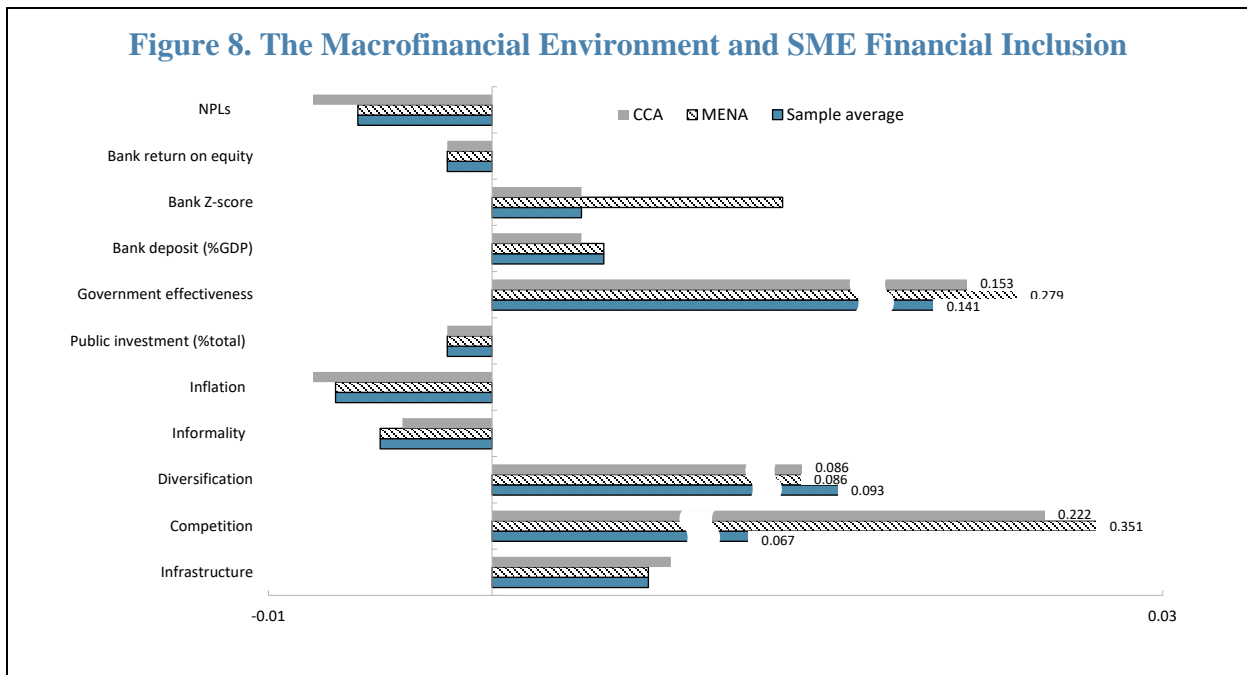 Figure 8. The Macrofinancial Environment and SME Financial Inclusion
CCA MENA Sample average
NPLs
Bank return on equity
Bank Z-score
Bank deposit (%GDP)
Government effectiveness
0.153
0.279
0.141
Public investment (%total)
Inflation
Informality
Diversification
0.086
0.086
0.093
Competition
0.222
0.351
0.067
Infrastructure
-0.01 0.03